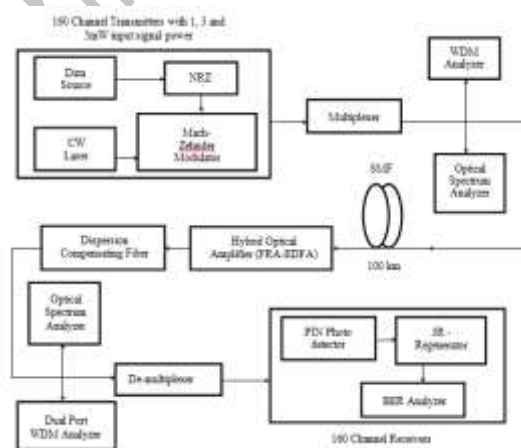 160 Channel Transmitters with 1, 3 and
5mW input signal power
Data
Source
NRZ
CW
Laser
Mach-
Zehnder
Modulator
Multiplexer
WDM
Analyzer
Optical
Spectrum
Analyzer
SMF
100 km
Hybrid Optical
Amplifier (FRA-EDFA)
Dispersion
Compensating Fiber
Optical
Spectrum
Analyzer
Dual Port
WDM Analyzer
De-multiplexer
PIN Photo
detector
3R -
Regenerator
BER Analyzer
160 Channel Receivers